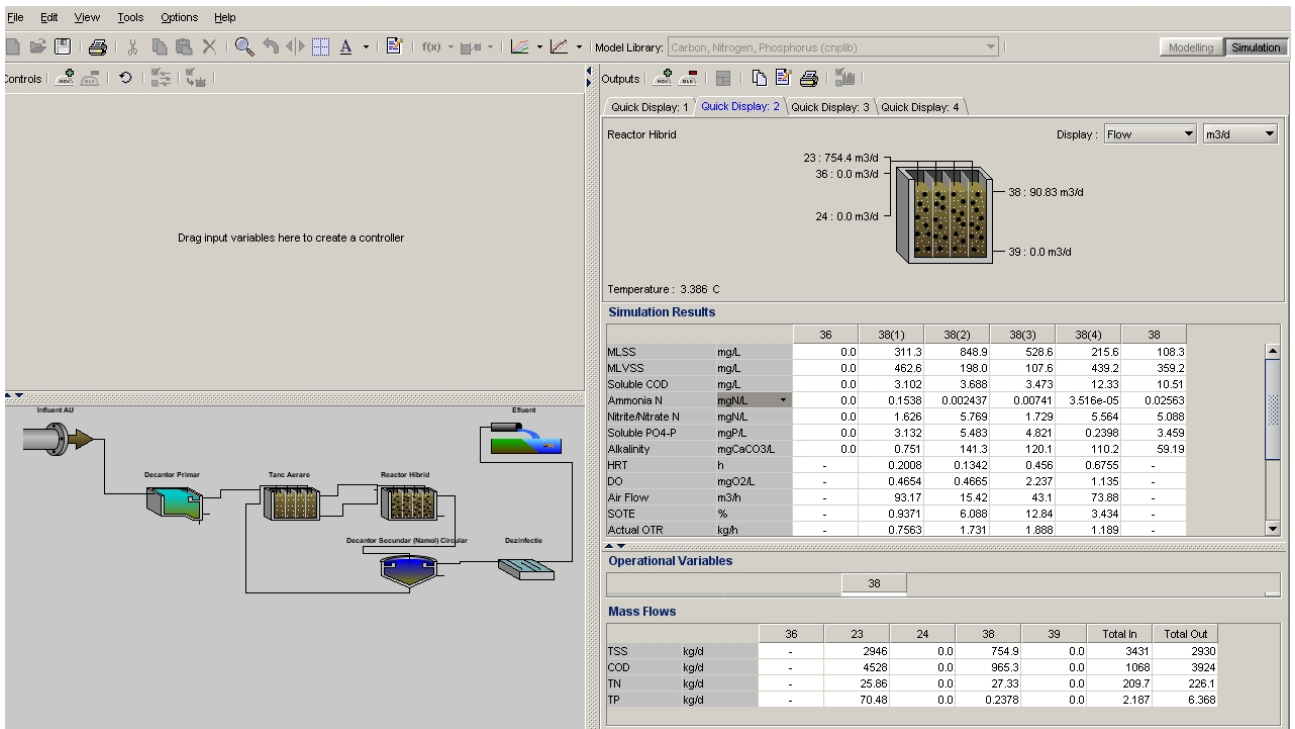 File Edit View Tools Options Help
A f(x) Model Library: Carbon, Nitrogen, Phosphorus (cnplib) Modelling Simulation
Controls
Outputs
Quick Display: 1 Quick Display: 2 Quick Display: 3 Quick Display: 4
Reactor Hibrid Display : Flow m3/d
23 : 754.4 m3/d
36 : 0.0 m3/d
38 : 90.83 m3/d
24 : 0.0 m3/d
39 : 0.0 m3/d
Temperature : 3.386 C
Drag input variables here to create a controller
Influent AU
Efluent
Decantor Primar
Tanc Aerare
Reactor Hibrid
Decantor Secundar (Namol) Circular
Dezinfectie
Simulation Results
36 38(1) 38(2) 38(3) 38(4) 38
MLSS mg/L 0.0 311.3 848.9 528.6 215.6 108.3
MLVSS mg/L 0.0 462.6 198.0 107.6 439.2 359.2
Soluble COD mg/L 0.0 3.102 3.688 3.473 12.33 10.51
Ammonia N mgN/L 0.0 0.1538 0.002437 0.00741 3.516e-05 0.02563
Nitrite/Nitrate N mgN/L 0.0 1.626 5.769 1.729 5.564 5.088
Soluble PO4-P mgP/L 0.0 3.132 5.483 4.821 0.2398 3.459
Alkalinity mgCaCO3/L 0.0 0.751 141.3 120.1 110.2 59.19
HRT h - 0.2008 0.1342 0.456 0.6755 -
DO mgO2/L - 0.4654 0.4665 2.237 1.135 -
Air Flow m3/h - 93.17 15.42 43.1 73.88 -
SOTE % - 0.9371 6.088 12.84 3.434 -
Actual OTR kg/h - 0.7563 1.731 1.888 1.189 -
Operational Variables
38
Mass Flows
36 23 24 38 39 Total In Total Out
TSS kg/d - 2946 0.0 754.9 0.0 3431 2930
COD kg/d - 4528 0.0 965.3 0.0 1068 3924
TN kg/d - 25.86 0.0 27.33 0.0 209.7 226.1
TP kg/d - 70.48 0.0 0.2378 0.0 2.187 6.368